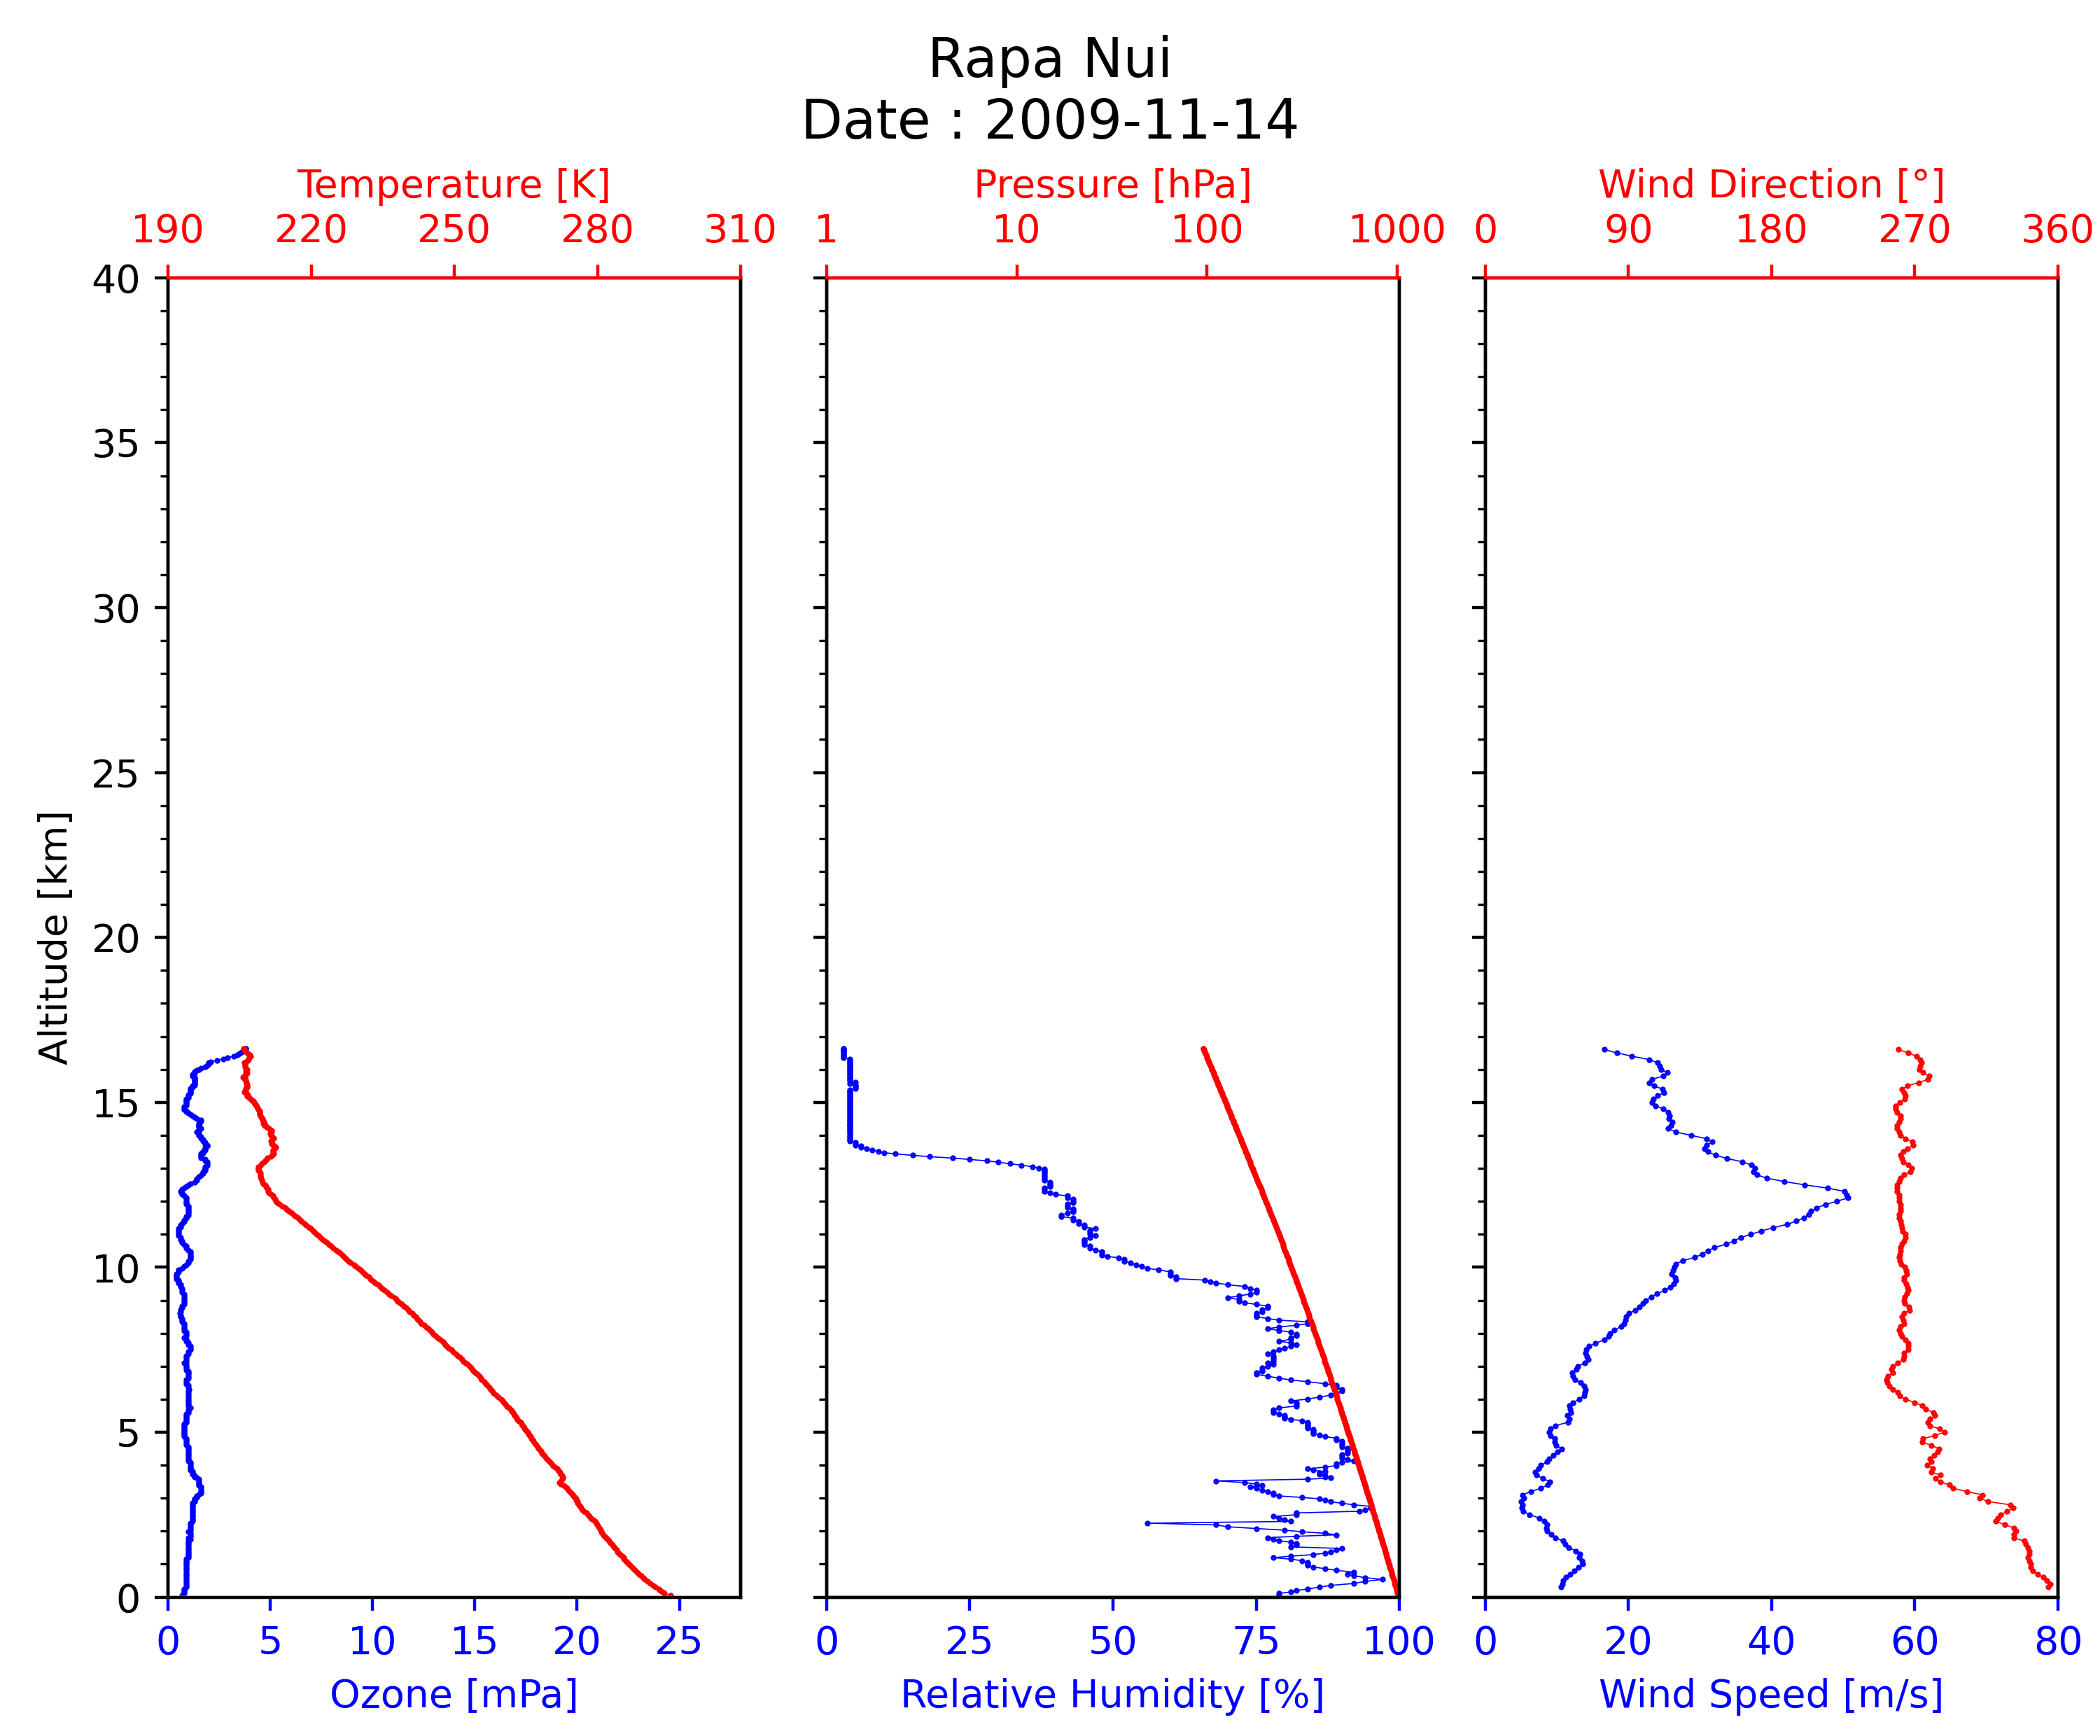 Rapa Nui
Date : 2009-11-14
Temperature [K]
190 220 250 280 310
Pressure [hPa]
1 10 100 1000
Wind Direction [°]
0 90 180 270 360
Altitude [km]
40
35
30
25
20
15
10
5
0
0 5 10 15 20 25
Ozone [mPa]
0 25 50 75 100
Relative Humidity [%]
0 20 40 60 80
Wind Speed [m/s]